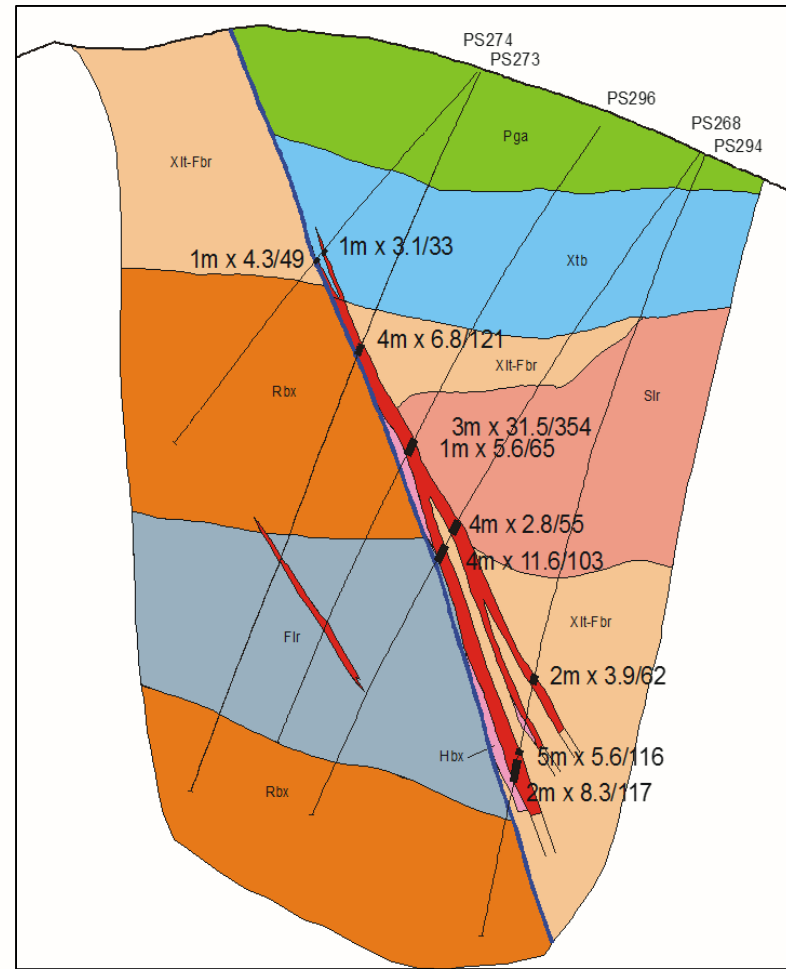 PS274
PS273
PS296
PS268
PS294
Pga
Xlt-Fbr
Xtb
1m x 4.3/49
1m x 3.1/33
4m x 6.8/121
Xlt-Fbr
Rbx
Slr
3m x 31.5/354
1m x 5.6/65
4m x 2.8/55
4m x 11.6/103
Xlt-Fbr
Flr
2m x 3.9/62
Hbx
5m x 5.6/116
Rbx
2m x 8.3/117